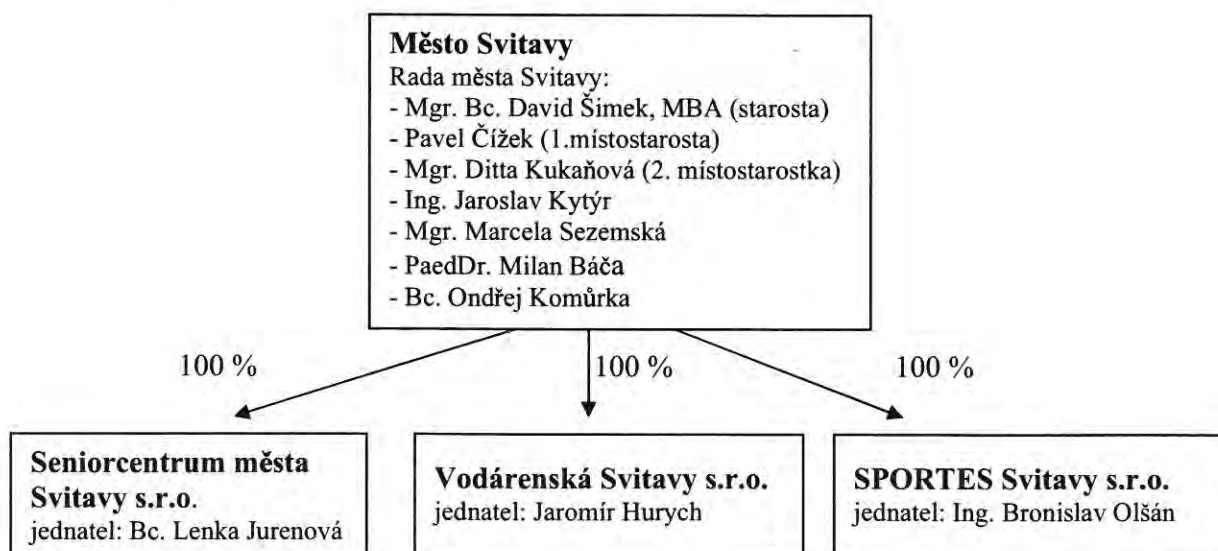 Město Svitavy
Rada města Svitavy:
- Mgr. Bc. David Šimek, MBA (starosta)
- Pavel Čížek (1.místostarosta)
- Mgr. Ditta Kukaňová (2. místostarostka)
- Ing. Jaroslav Kytýr
- Mgr. Marcela Sezemská
- PaedDr. Milan Báča
- Bc. Ondřej Komůrka
100 %
100 %
100 %
Seniorcentrum města
Svitavy s.r.o.
jednatel: Bc. Lenka Jurenová
Vodárenská Svitavy s.r.o.
jednatel: Jaromír Hurych
SPORTES Svitavy s.r.o.
jednatel: Ing. Bronislav Olšán